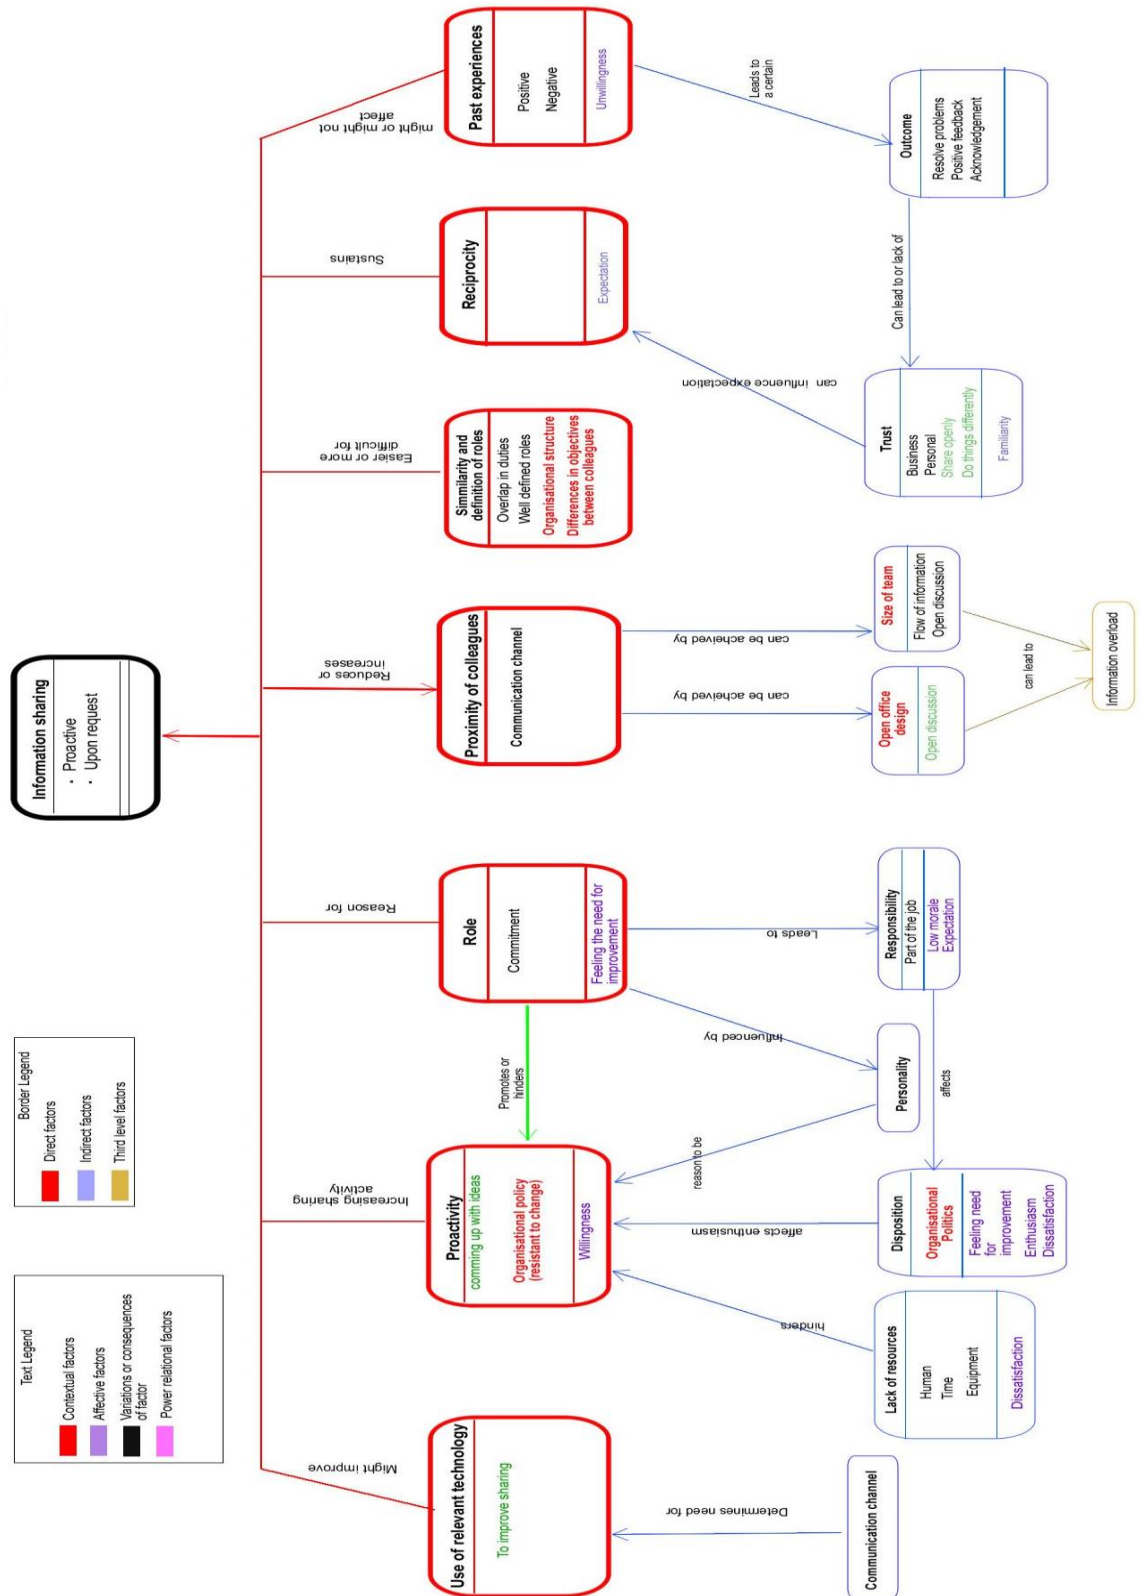 Text Legend
Contextual factors
Affective factors
Variations or consequences
of factor
Power relational factors
Border Legend
Direct factors
Indirect factors
Third level factors
Information sharing
· Proactive
· Upon request
Might improve
Increasing sharing
activity
Reason for
Reduces or
increases
Easier or more
difficult for
Sustains
might or might not
affect
Use of relevant technology
To improve sharing
Proactivity
comming up with ideas
Organisational policy
(resistant to change)
Willingness
Promotes or
hinders
Role
Commitment
Feeling the need for
improvement
Proximity of colleagues
Communication channel
Simmilarity and
definition of roles
Overlap in duties
Well defined roles
Organisational structure
Differences in objectives
between colleagues
Reciprocity
Expectation
Past experiences
Positive
Negative
Unwillingness
Determines need for
hinders
affects enthusiasm
reason to be
Influenced by
Leads to
can be acheived by
can be acheived by
can influence expectation
Leads to
a certain
Communication channel
Lack of resources
Human
Time
Equipment
Dissatisfaction
Disposition
Organisational
Politics
Feeling need
for
improvement
Enthusiasm
Dissatisfaction
affects
Personality
Responsibility
Part of the job
Low morale
Expectation
Open office
design
Open discussion
Size of team
Flow of information
Open discussion
can lead to
Information overload
Trust
Business
Personal
Share openly
Do things differently
Familiarity
Can lead to or lack of
Outcome
Resolve problems
Positive feedback
Acknowledgement